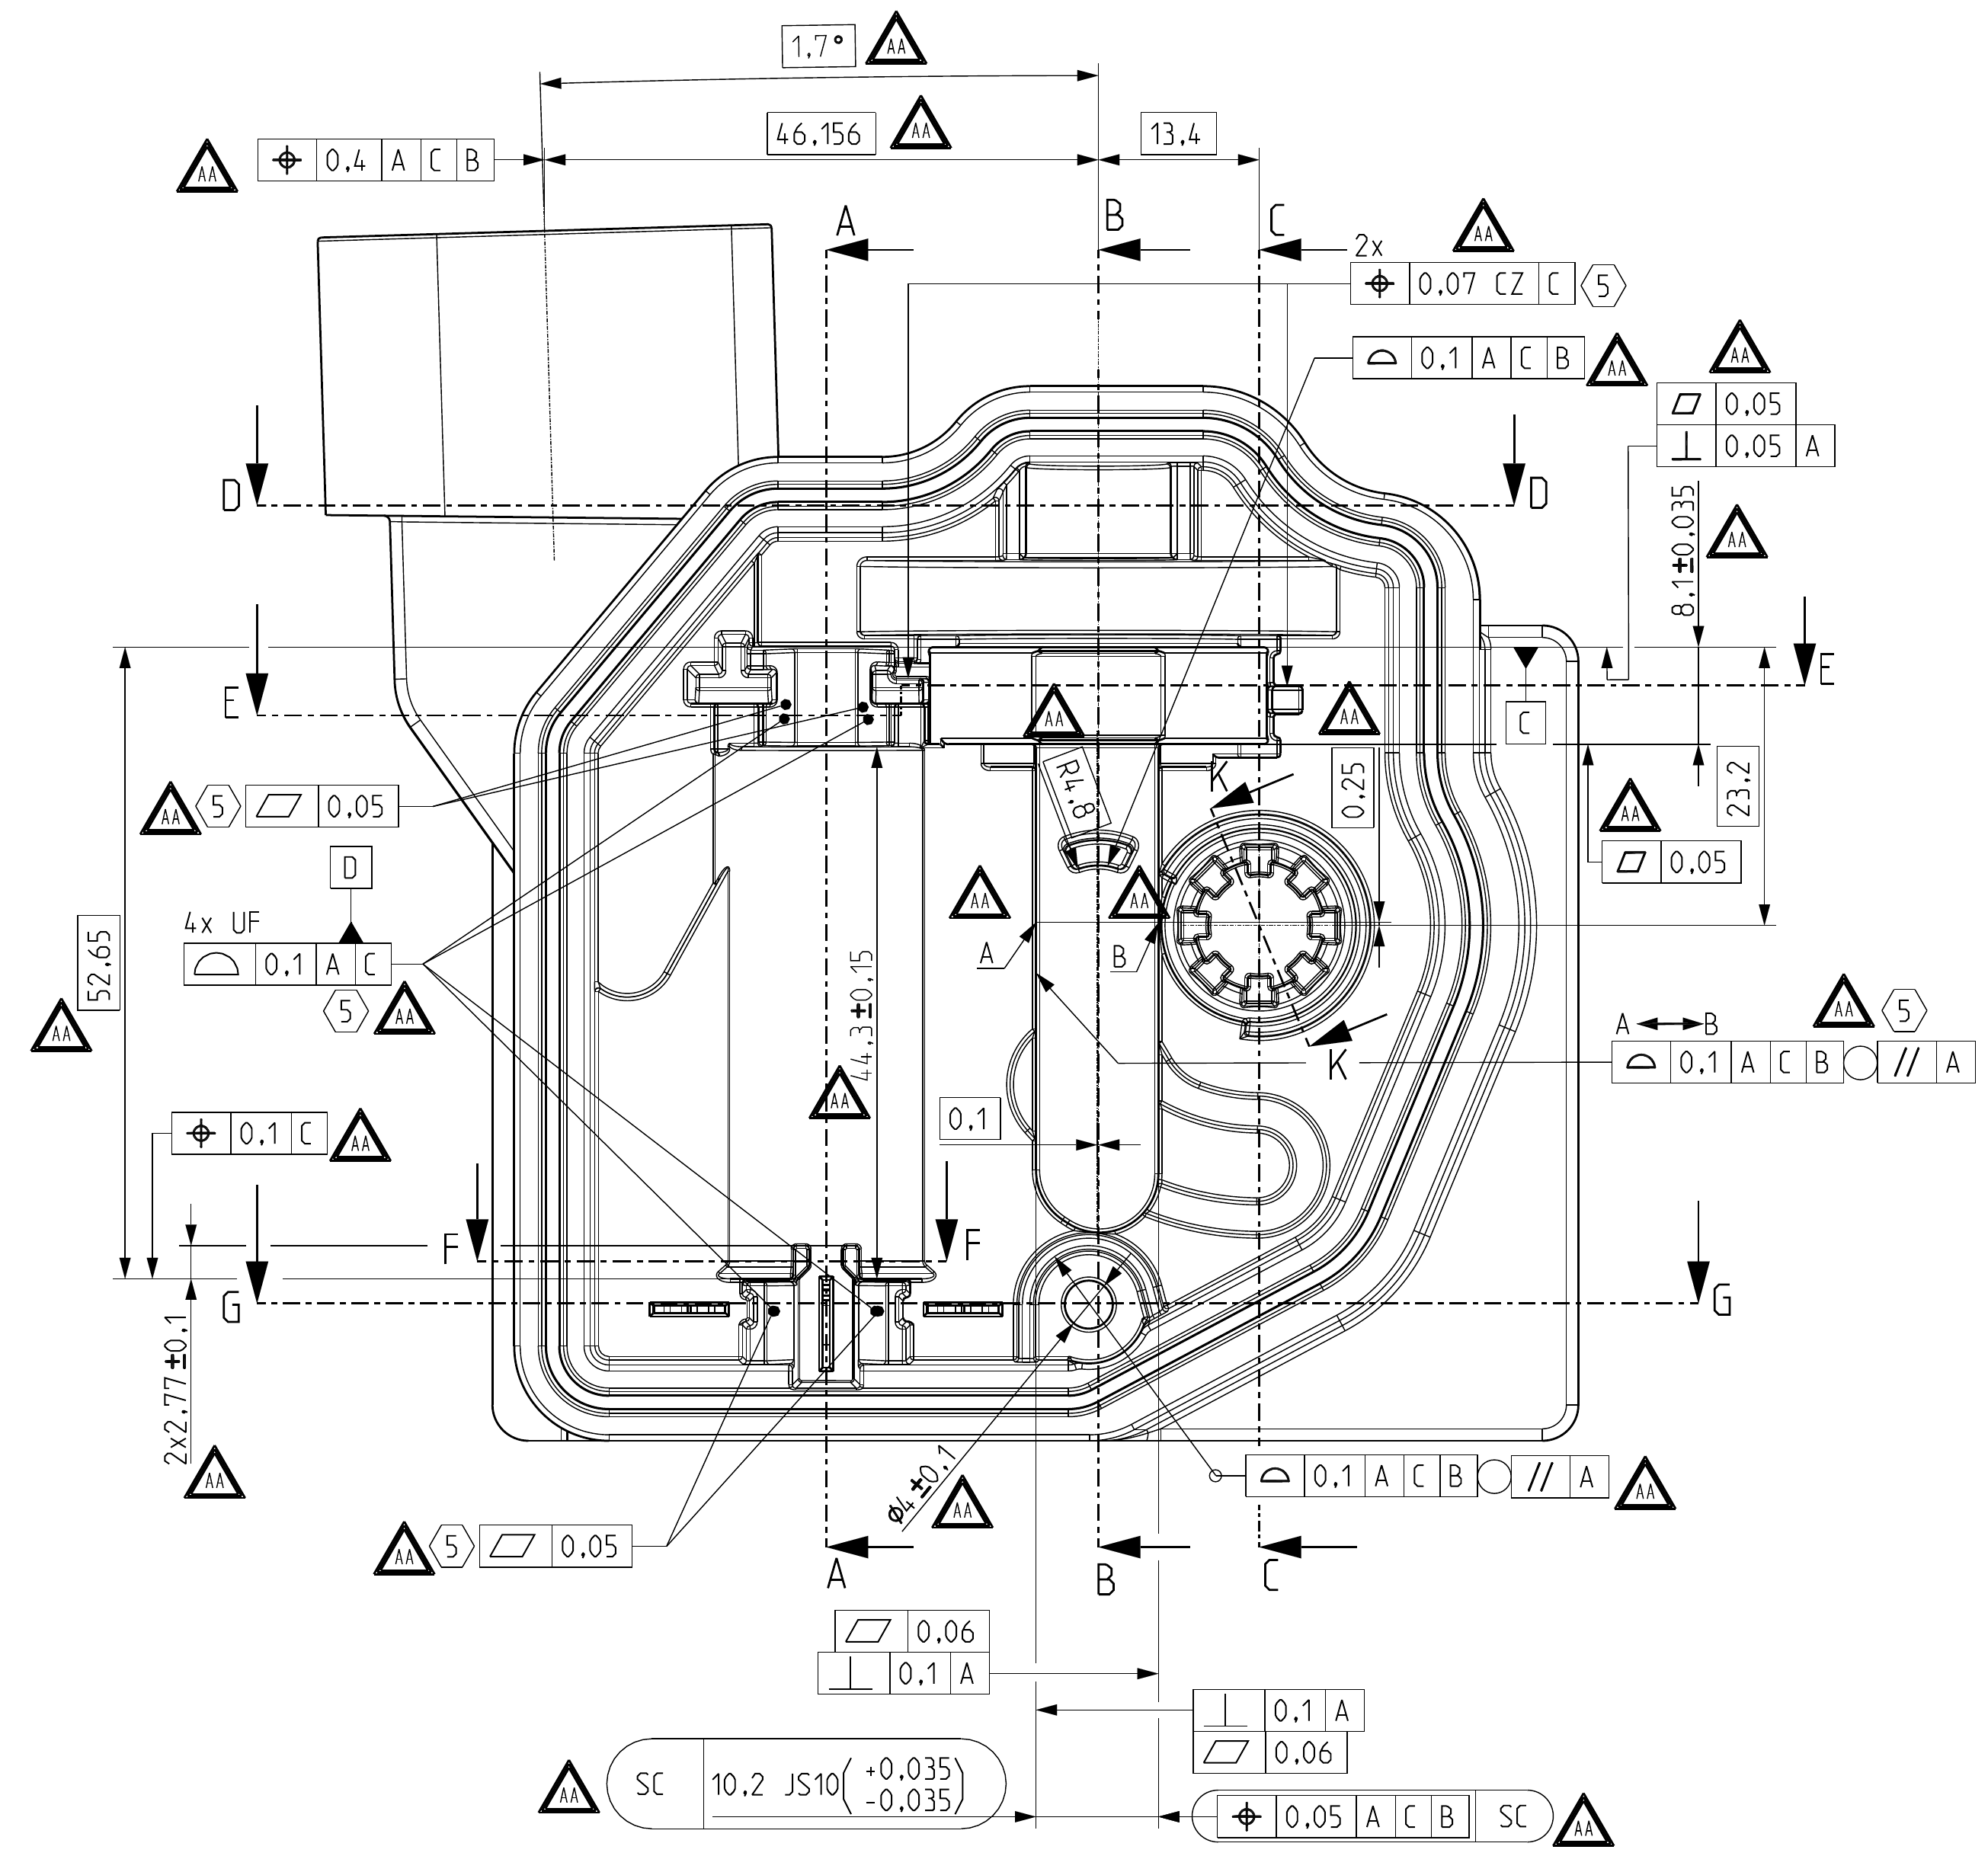 1,7° AA
46,156 AA 13,4
AA ⌖ 0,4 A C B
A B C
2x AA
⌖ 0,07 CZ C 5
⌓ 0,1 A C B AA
AA
⏥ 0,05
⟂ 0,05 A
D D
8,1±0,035 AA
E E
C
AA AA
R4,8
K
0,25
23,2
AA 5 ⏥ 0,05
AA
⏥ 0,05
D
4x UF
⌓ 0,1 A C
5 AA
AA AA
A B
52,65
AA
44,3±0,15
AA
AA 5
A↔B
⌓ 0,1 A C B ○ // A
K
0,1
⌖ 0,1 C AA
F F
G G
2x2,77±0,1
AA
⌀4±0,1
AA
⌓ 0,1 A C B ○ // A AA
AA 5 ⏥ 0,05
A B C
⏥ 0,06
⟂ 0,1 A
⟂ 0,1 A
⏥ 0,06
AA SC 10,2 JS10(+0,035
-0,035)
⌖ 0,05 A C B SC AA